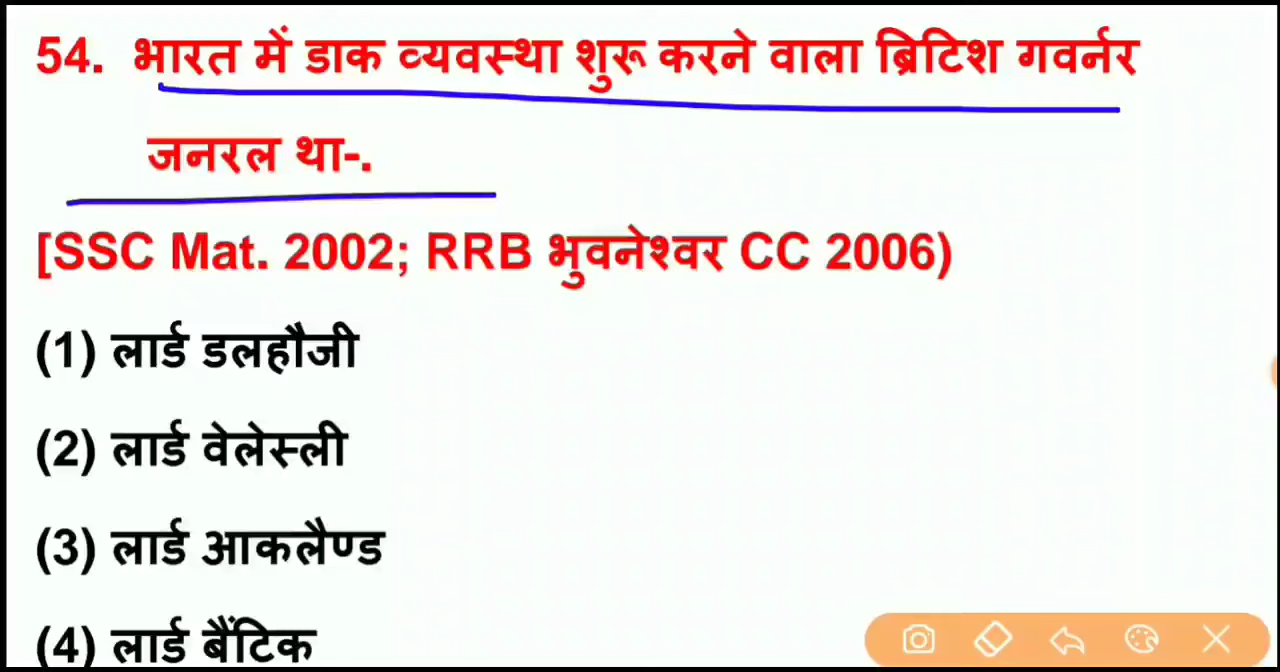 54. भारत में डाक व्यवस्था शुरू करने वाला ब्रिटिश गवर्नर
जनरल था-.
[SSC Mat. 2002; RRB भुवनेश्वर CC 2006)
(1) लार्ड डलहौजी
(2) लार्ड वेलेस्ली
(3) लार्ड आकलैण्ड
(4) लार्ड बैंटिक